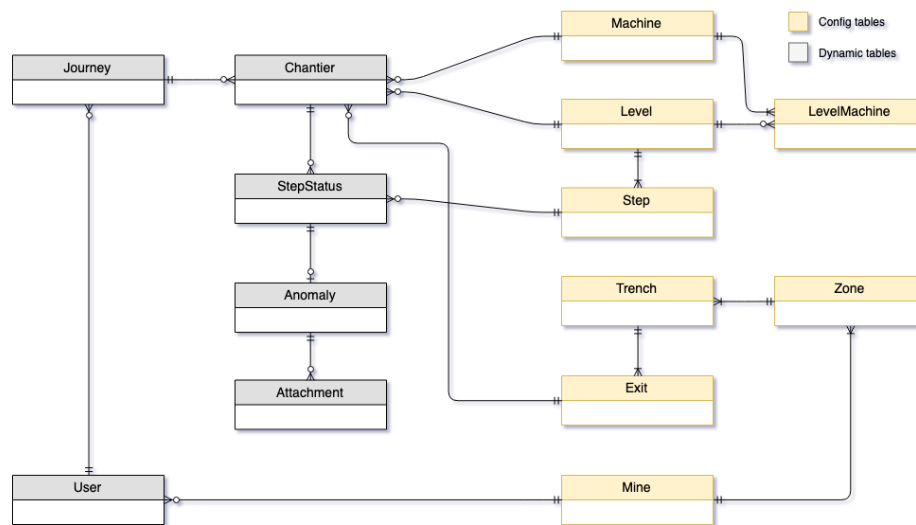 Machine
Config tables
Dynamic tables
Journey
Chantier
Level
LevelMachine
StepStatus
Step
Anomaly
Trench
Zone
Attachment
Exit
User
Mine